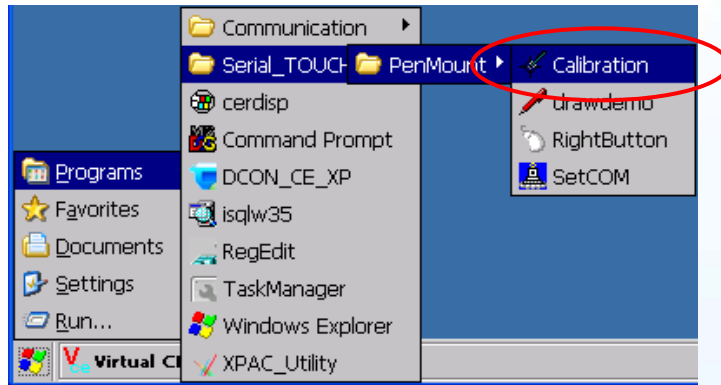 Communication
Serial_TOUCH
PenMount
Calibration
cerdisp
drawdemo
Command Prompt
RightButton
Programs
DCON_CE_XP
SetCOM
Favorites
isqlw35
Documents
RegEdit
Settings
TaskManager
Run...
Windows Explorer
Virtual C
XPAC_Utility